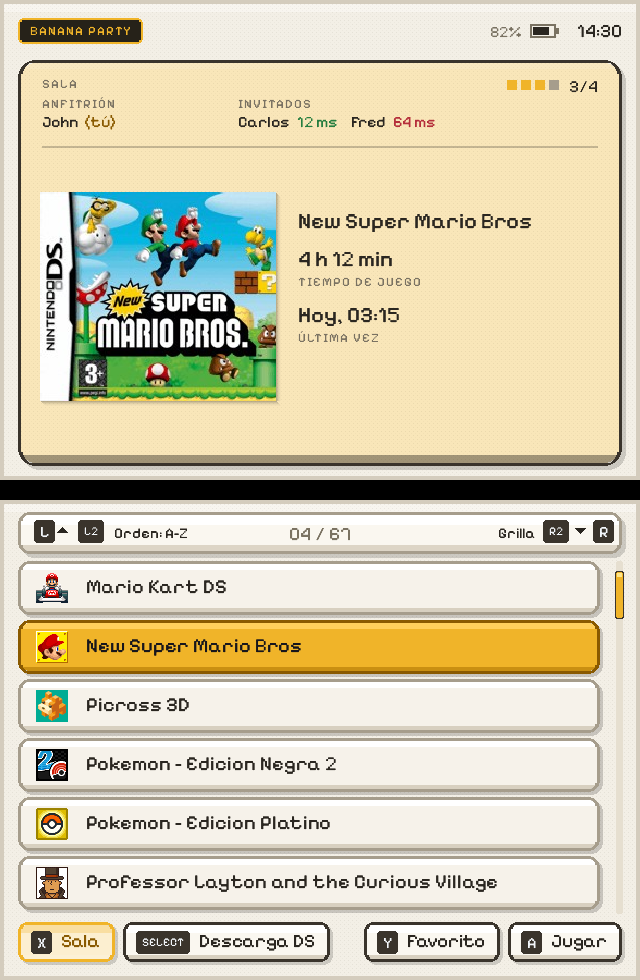 BANANA PARTY
82% 14:30
SALA 3/4
ANFITRIÓN INVITADOS
John (tú) Carlos 12 ms Fred 64 ms
NINTENDO DS
New SUPER
MARIO BROS.
3+
New Super Mario Bros
4 h 12 min
TIEMPO DE JUEGO
Hoy, 03:15
ÚLTIMA VEZ
L L2 Orden: A-Z 04 / 67 Grilla R2 R
Mario Kart DS
New Super Mario Bros
Picross 3D
Pokemon - Edicion Negra 2
Pokemon - Edicion Platino
Professor Layton and the Curious Village
X Sala SELECT Descarga DS Y Favorito A Jugar